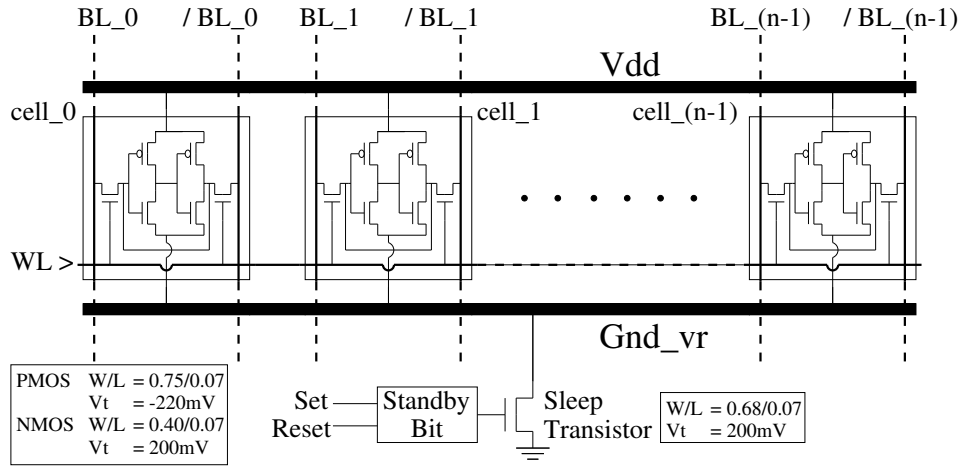 BL_0 / BL_0 BL_1 / BL_1 BL_(n-1) / BL_(n-1)
Vdd
cell_0 cell_1 cell_(n-1)
WL >
Gnd_vr
PMOS W/L = 0.75/0.07
Vt = -220mV
NMOS W/L = 0.40/0.07
Vt = 200mV
Set
Reset
Standby
Bit
Sleep
Transistor
W/L = 0.68/0.07
Vt = 200mV